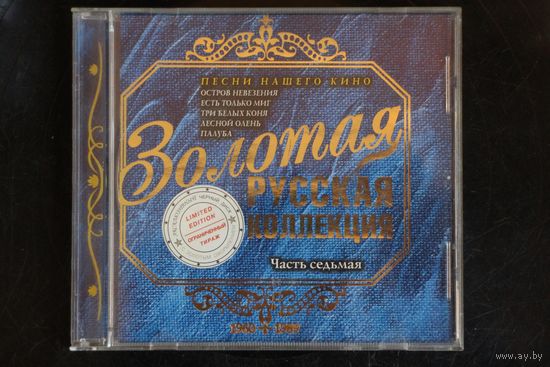 ПЕСНИ НАШЕГО КИНО
ОСТРОВ НЕВЕЗЕНИЯ
ЕСТЬ ТОЛЬКО МИГ
ТРИ БЕЛЫХ КОНЯ
ЛЕСНОЙ ОЛЕНЬ
ПАЛУБА
Золотая
РУССКАЯ
КОЛЛЕКЦИЯ
LIMITED
EDITION
ОГРАНИЧЕННЫЙ
ТИРАЖ
Часть седьмая
www.ay.by